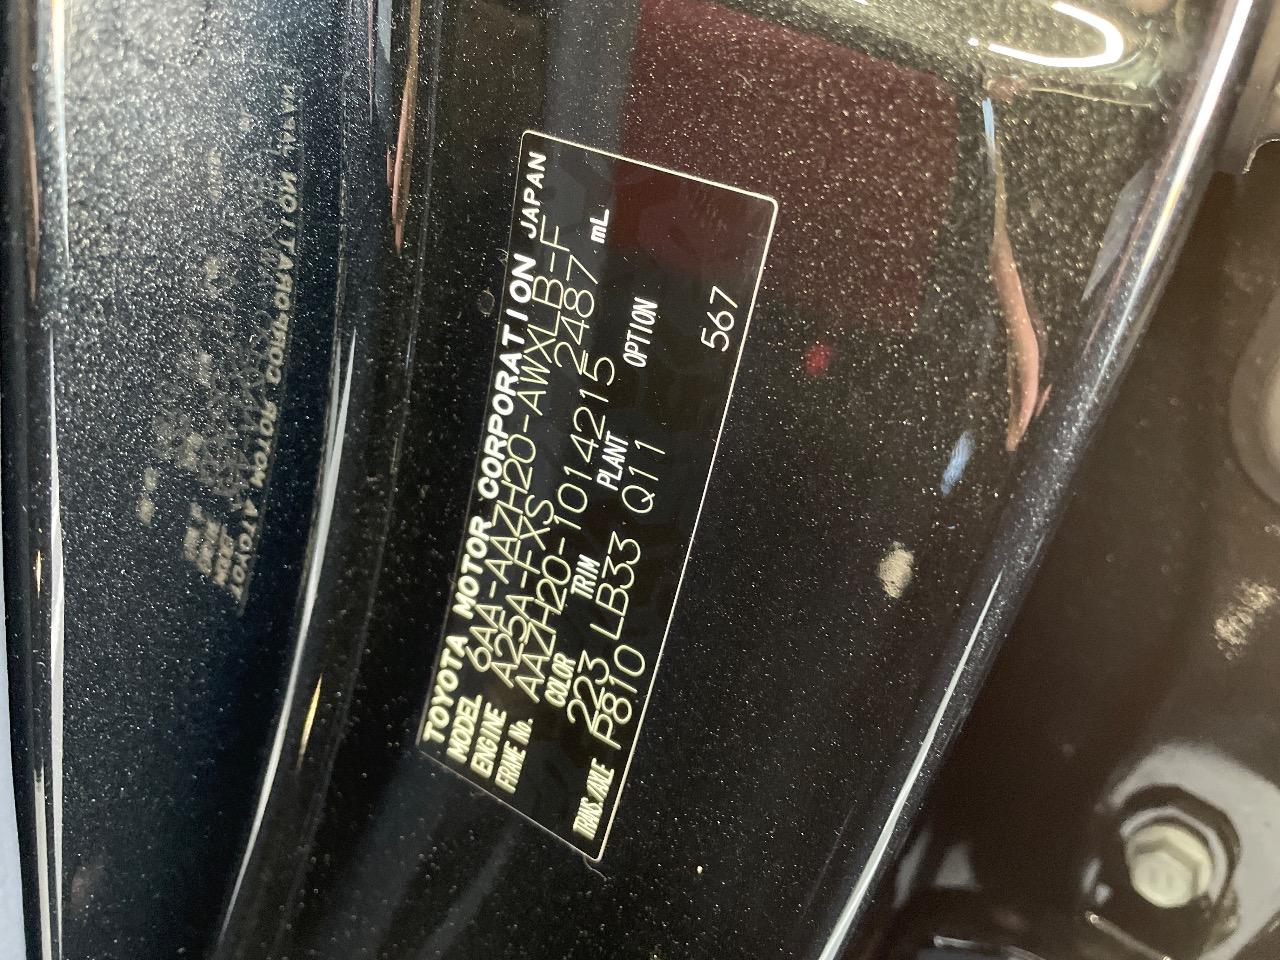 TOYOTA MOTOR CORPORATION JAPAN
MODEL 6AA-AAZH20-AWXLB-F
ENGINE A25A-FXS 2487 mL
FRAME No. AAZH20-1014215
COLOR TRIM PLANT OPTION
223 LB33 Q11
TRANS./AXLE P810 567